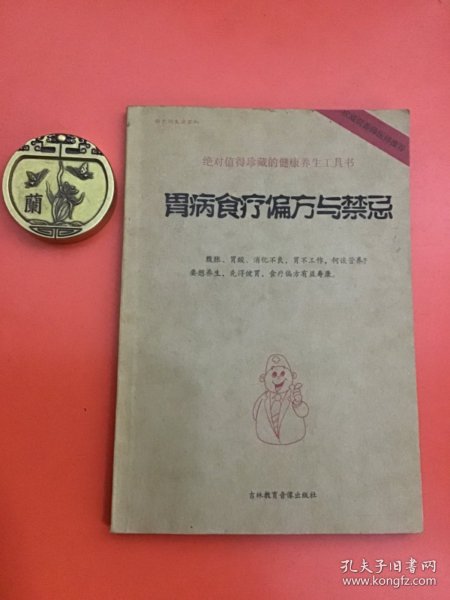 绝对值得珍藏的健康养生工具书
胃病食疗偏方与禁忌
腹胀、胃酸、消化不良，胃不工作，何谈营养？
要想养生，先得健胃，食疗偏方有益寿康。
吉林教育音像出版社
蘭
孔夫子旧书网
www.kongfz.com